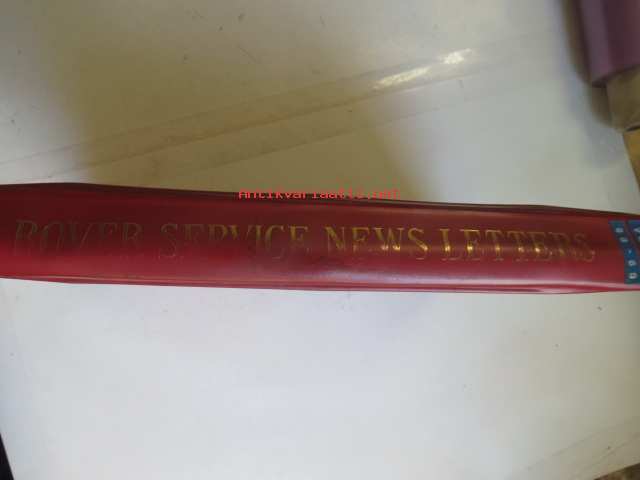 Antikvariaatti.net
ROVER SERVICE NEWS LETTERS